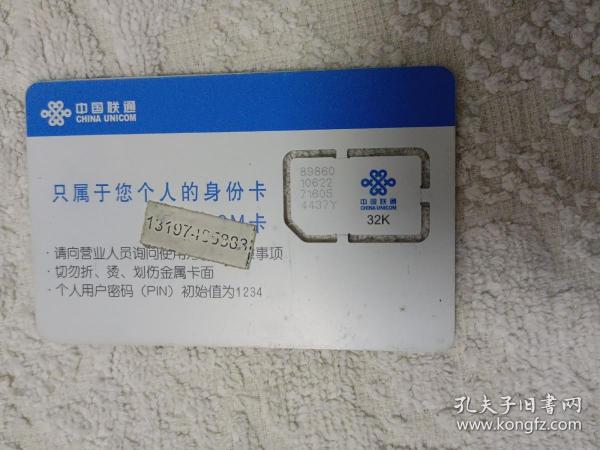 中国联通
CHINA UNICOM
只属于您个人的身份卡
卡
·请向营业人员询问使用
事项
·切勿折、烫、划伤金属卡面
·个人用户密码（PIN）初始值为1234
89860
10622
71605
4437Y
中国联通
CHINA UNICOM
32K
孔夫子旧书网
www.kongfz.com